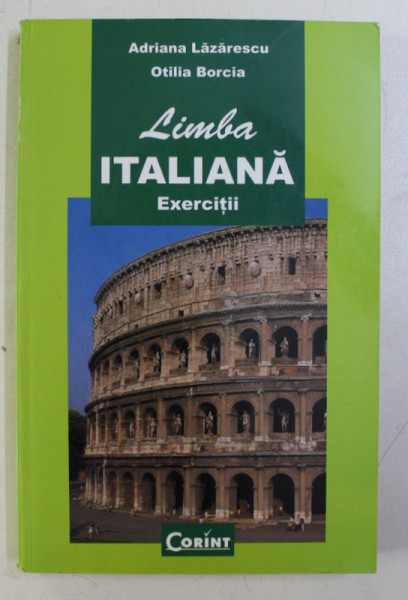 Adriana Lăzărescu
Otilia Borcia
Limba
ITALIANĂ
Exerciții
CORINT